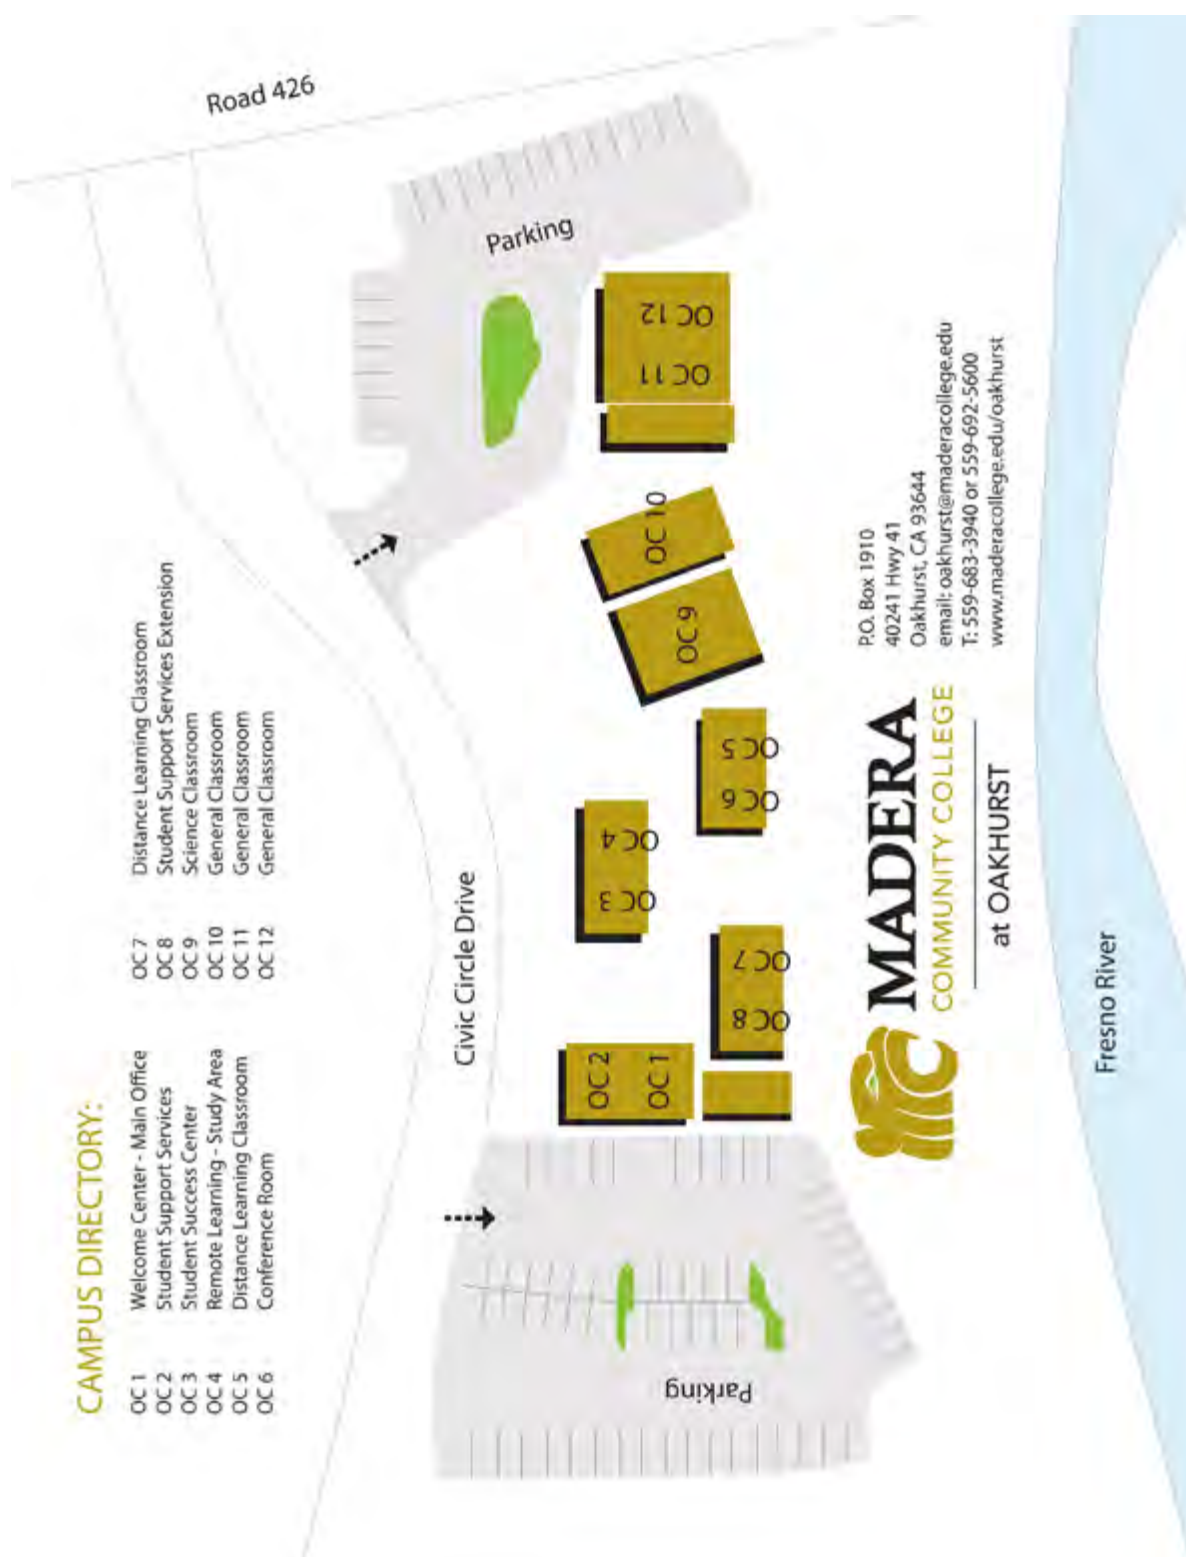 CAMPUS DIRECTORY:
OC 1 Welcome Center - Main Office
OC 2 Student Support Services
OC 3 Student Success Center
OC 4 Remote Learning - Study Area
OC 5 Distance Learning Classroom
OC 6 Conference Room
OC 7 Distance Learning Classroom
OC 8 Student Support Services Extension
OC 9 Science Classroom
OC 10 General Classroom
OC 11 General Classroom
OC 12 General Classroom
Road 426
Civic Circle Drive
Parking
Parking
OC 2
OC 1
OC 8
OC 7
OC 3
OC 4
OC 6
OC 5
OC 9
OC 10
OC 11
OC 12
MADERA
COMMUNITY COLLEGE
at OAKHURST
P.O. Box 1910
40241 Hwy 41
Oakhurst, CA 93644
email: oakhurst@maderacollege.edu
T: 559-683-3940 or 559-692-5600
www.maderacollege.edu/oakhurst
Fresno River